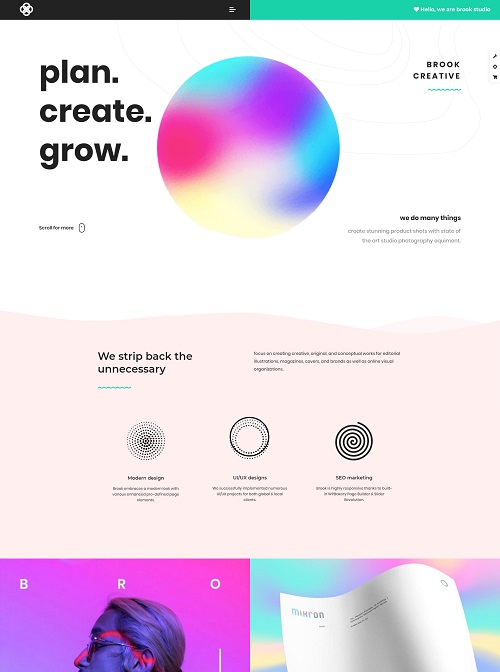 Hello, we are brook studio
plan.
create.
grow.
BROOK
CREATIVE
Scroll for more
we do many things
create stunning product shots with state of
the art studio photography equiment.
We strip back the
unnecessary
focus on creating creative, original, and conceptual works for editorial
illustrations, magazines, covers, and brands as well as online visual
organizations.
Modern design
Brook embraces a modern look with
various enhanced pre-defined page
elements.
UI/UX designs
We successfully implemented numerous
UI/UX projects for both global & local
clients.
SEO marketing
Brook is highly responsive thanks to built-
in WPBakery Page Builder & Slider
Revolution.
B R O
mixron